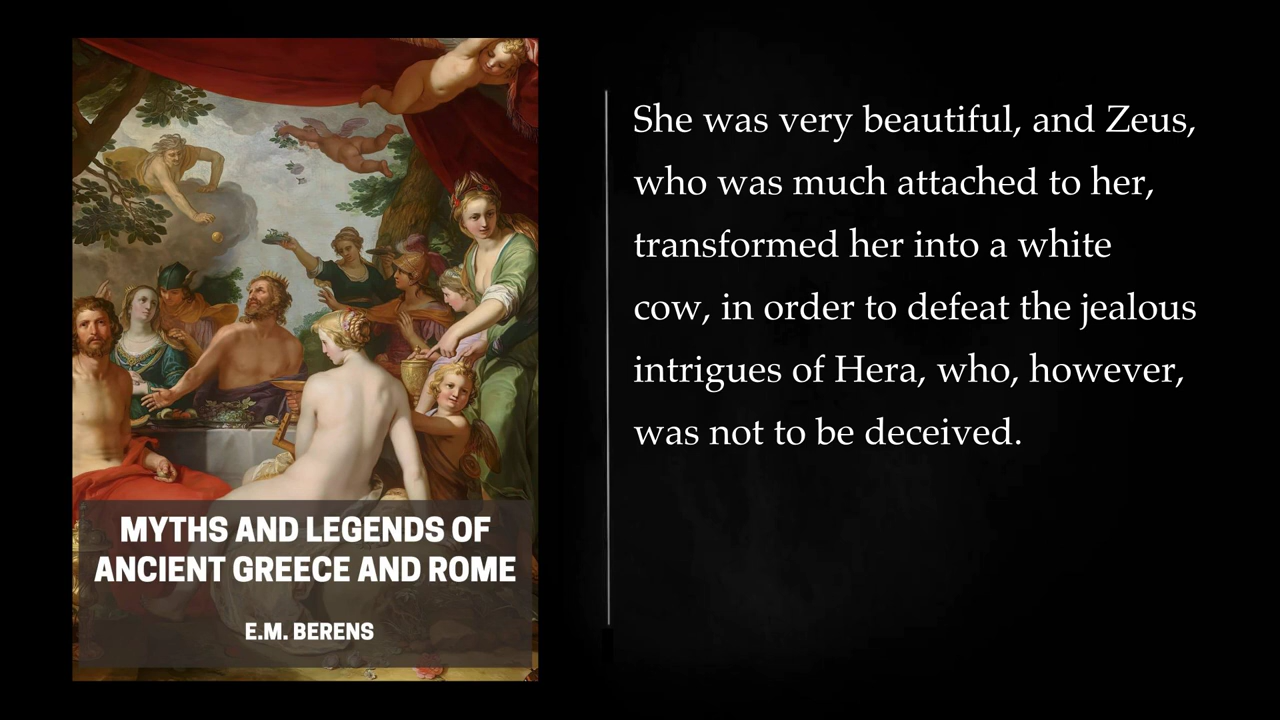 MYTHS AND LEGENDS OF
ANCIENT GREECE AND ROME
E.M. BERENS
She was very beautiful, and Zeus,
who was much attached to her,
transformed her into a white
cow, in order to defeat the jealous
intrigues of Hera, who, however,
was not to be deceived.